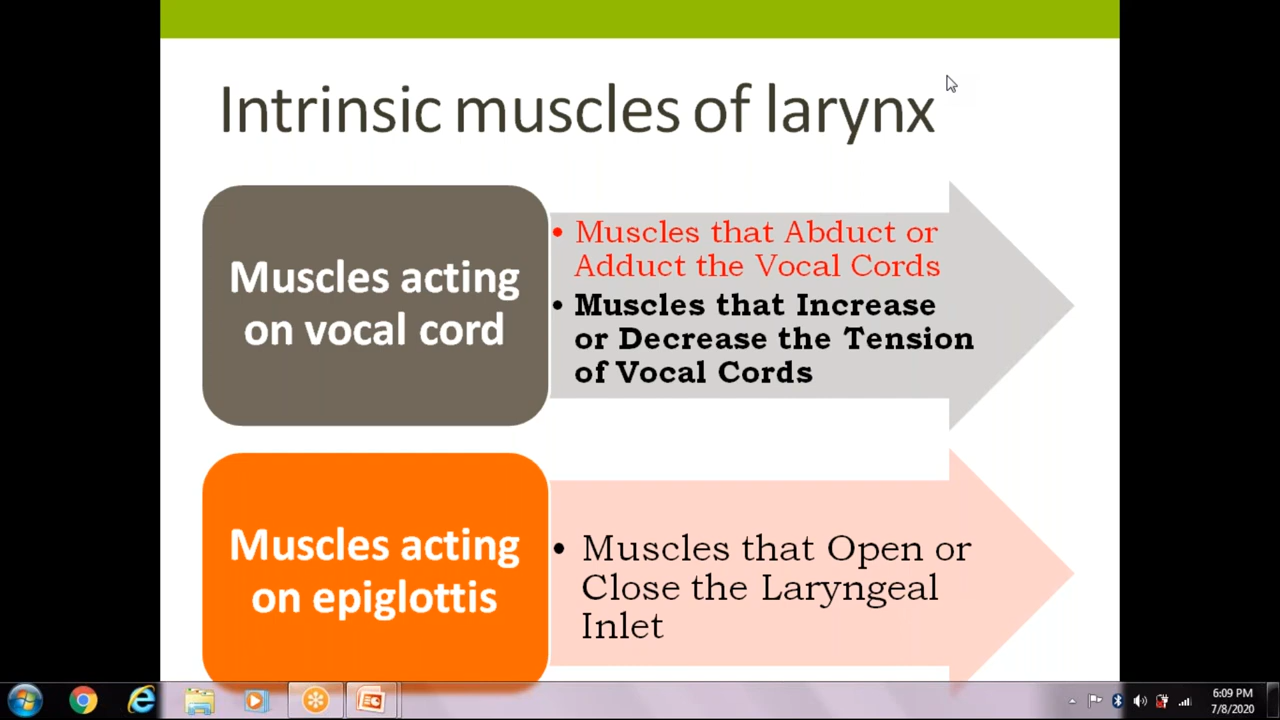 Intrinsic muscles of larynx
Muscles acting
on vocal cord
• Muscles that Abduct or
Adduct the Vocal Cords
• Muscles that Increase
or Decrease the Tension
of Vocal Cords
Muscles acting
on epiglottis
• Muscles that Open or
Close the Laryngeal
Inlet
6:09 PM
7/8/2020